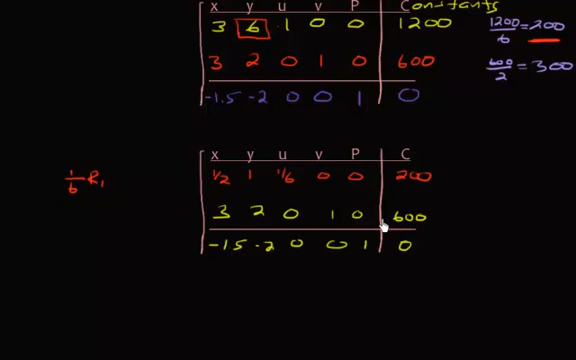 x y u v P Constants
3 6 1 0 0 1200
1200/6 = 200
3 2 0 1 0 600
600/2 = 300
-1.5 -2 0 0 1 0
x y u v P C
1/6 R₁
1/2 1 1/6 0 0 200
3 2 0 1 0 600
-1.5 -2 0 0 1 0